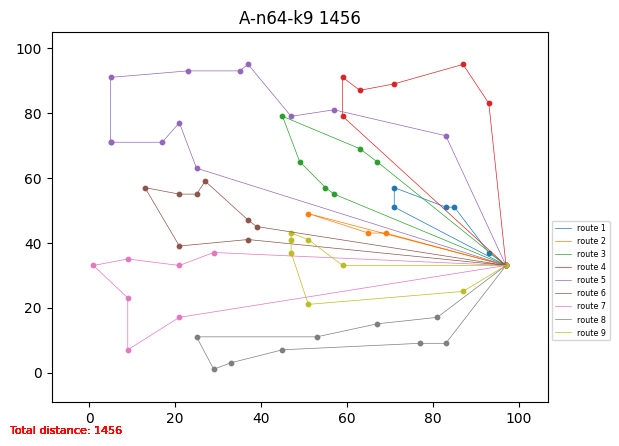 A-n64-k9 1456
100
80
60
40
20
0
0 20 40 60 80 100
route 1
route 2
route 3
route 4
route 5
route 6
route 7
route 8
route 9
Total distance: 1456